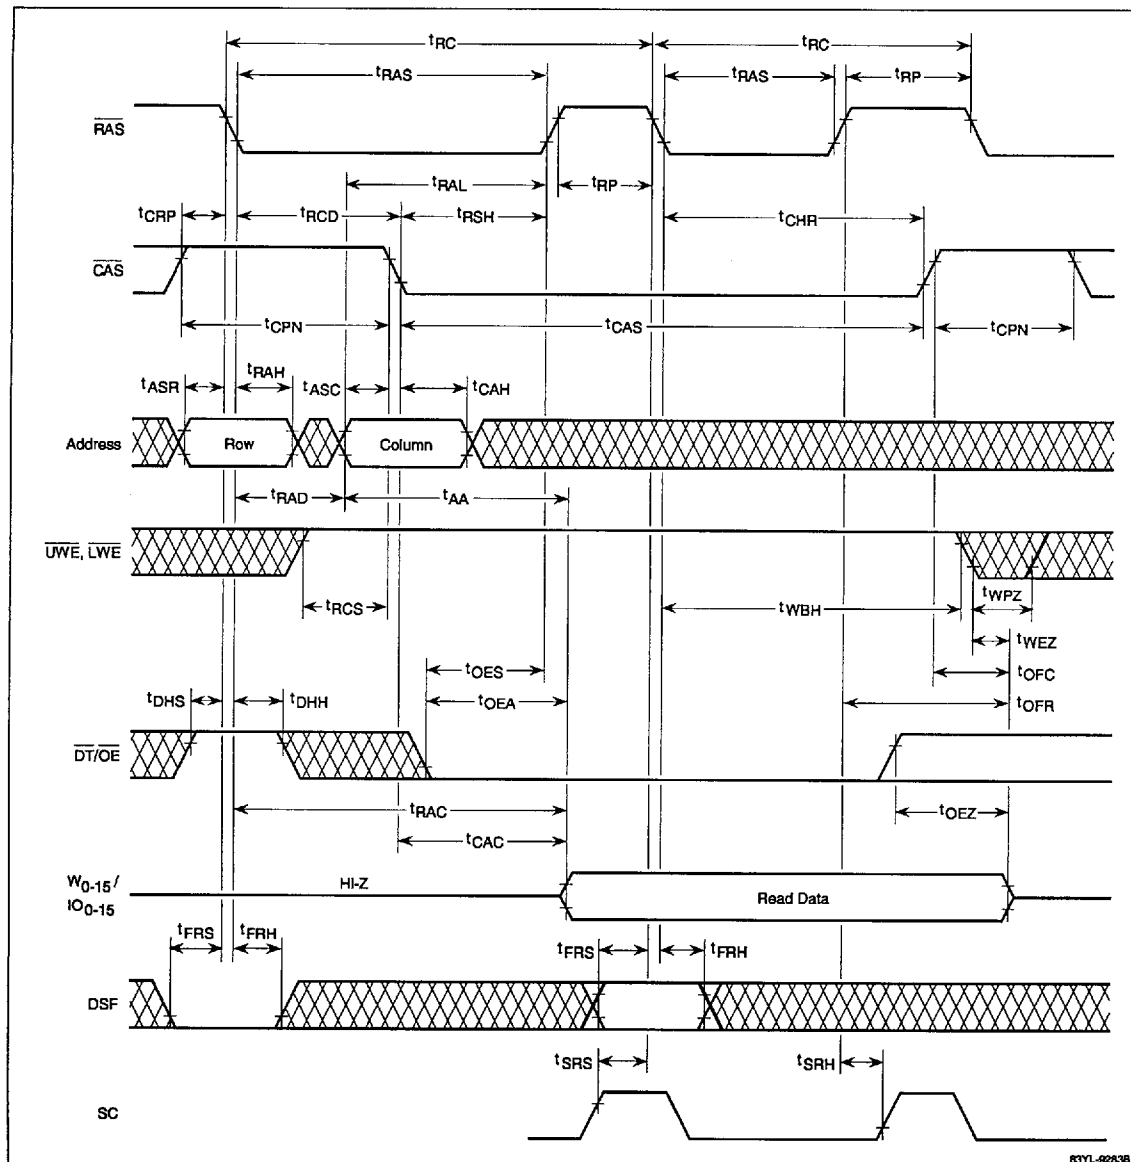 tRC tRC
tRAS tRAS tRP
RAS
tRAL tRP
tCRP tRCD tRSH tCHR
CAS
tCPN tCAS tCPN
tASR tRAH tASC tCAH
Address Row Column
tRAD tAA
UWE, LWE
tRCS tWBH tWPZ
tWEZ
tOES tOFC
tDHS tDHH tOEA tOFR
DT/OE
tRAC tOEZ
tCAC
W0-15 / HI-Z
IO0-15 Read Data
tFRS tFRH tFRS tFRH
DSF
tSRS tSRH
SC
83YL-9283B